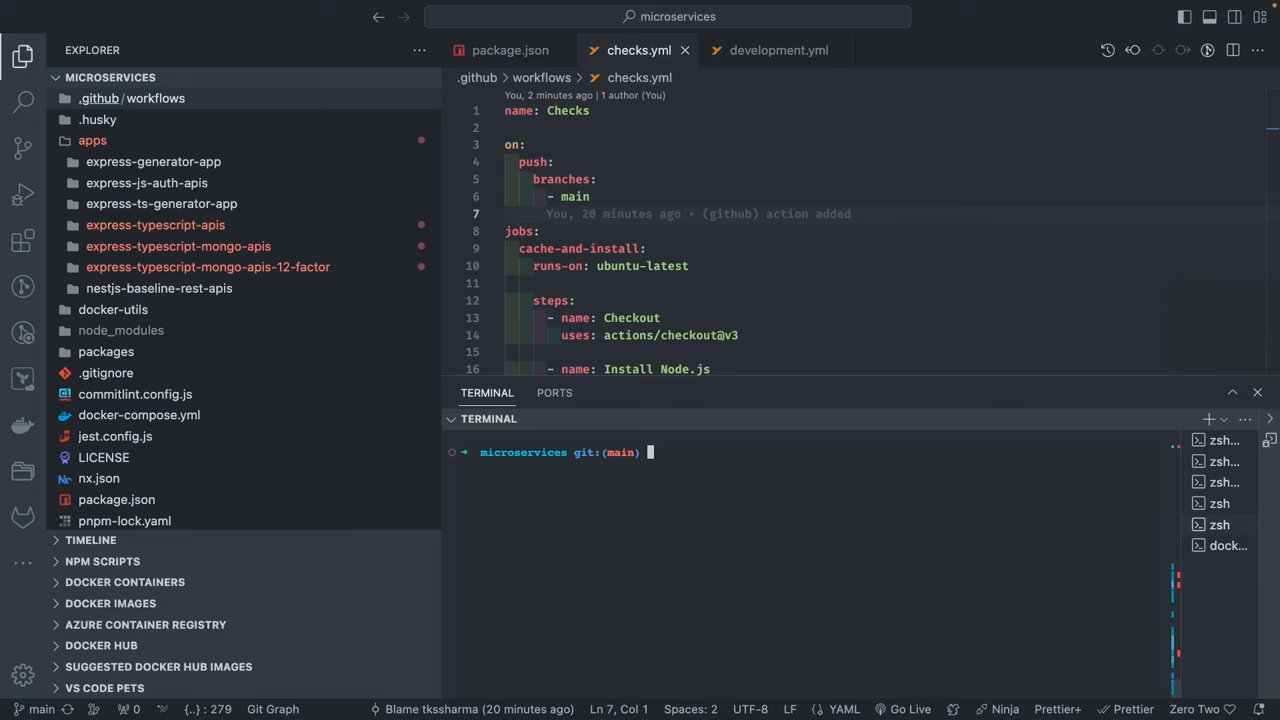 microservices
EXPLORER
MICROSERVICES
.github / workflows
.husky
apps
express-generator-app
express-js-auth-apis
express-ts-generator-app
express-typescript-apis
express-typescript-mongo-apis
express-typescript-mongo-apis-12-factor
nestjs-baseline-rest-apis
docker-utils
node_modules
packages
.gitignore
commitlint.config.js
docker-compose.yml
jest.config.js
LICENSE
nx.json
package.json
pnpm-lock.yaml
TIMELINE
NPM SCRIPTS
DOCKER CONTAINERS
DOCKER IMAGES
AZURE CONTAINER REGISTRY
DOCKER HUB
SUGGESTED DOCKER HUB IMAGES
VS CODE PETS
package.json checks.yml development.yml
.github > workflows > checks.yml
You, 2 minutes ago | 1 author (You)
1 name: Checks
2
3 on:
4 push:
5 branches:
6 - main
7 You, 20 minutes ago • (github) action added
8 jobs:
9 cache-and-install:
10 runs-on: ubuntu-latest
11
12 steps:
13 - name: Checkout
14 uses: actions/checkout@v3
15
16 - name: Install Node.js
TERMINAL PORTS
TERMINAL
microservices git:(main)
zsh...
zsh...
zsh...
zsh
zsh
dock...
main 0 {..} : 279 Git Graph Blame tkssharma (20 minutes ago) Ln 7, Col 1 Spaces: 2 UTF-8 LF YAML Go Live Ninja Prettier+ Prettier Zero Two